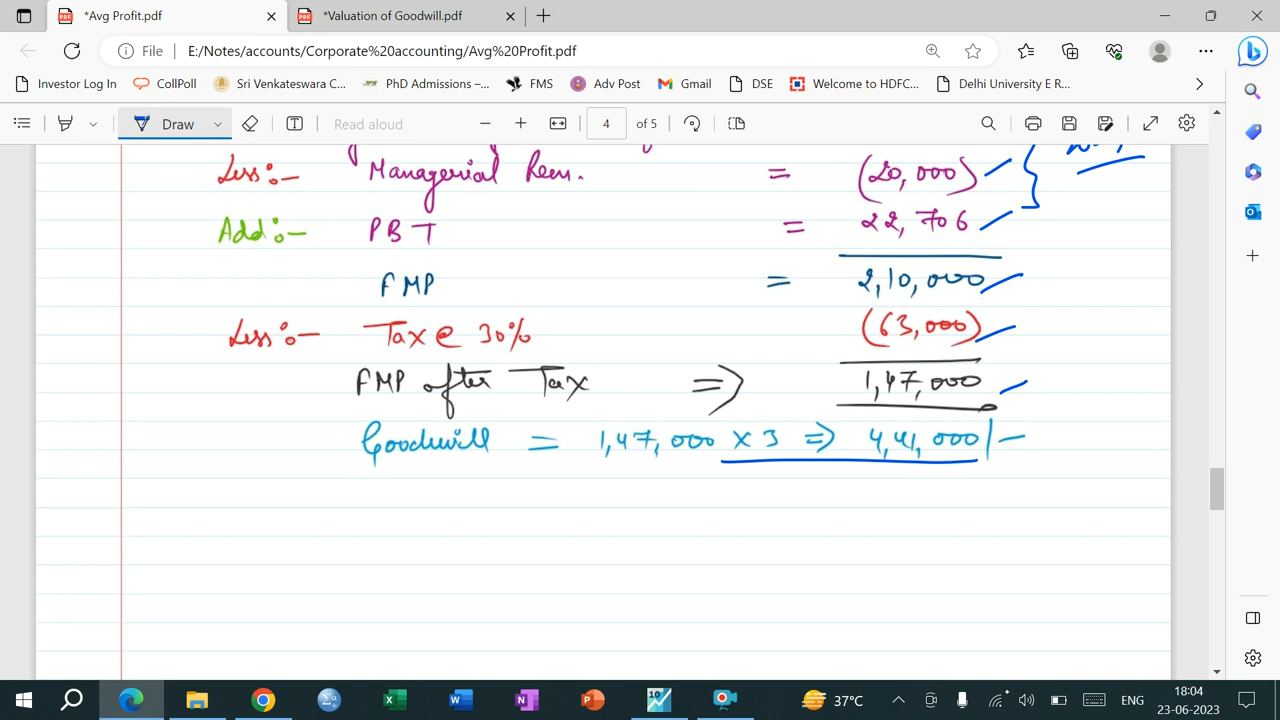 *Avg Profit.pdf
*Valuation of Goodwill.pdf
File E:/Notes/accounts/Corporate%20accounting/Avg%20Profit.pdf
Investor Log In CollPoll Sri Venkateswara C... PhD Admissions –... FMS Adv Post Gmail DSE Welcome to HDFC... Delhi University E R...
Draw Read aloud 4 of 5
Less:- Managerial Rem. = (20,000)
Add:- PBT = 22,706
FMP = 2,10,000
Less:- Tax @ 30% (63,000)
FMP after Tax => 1,47,000
Goodwill = 1,47,000 x 3 => 4,41,000/-
37°C ENG 18:04
23-06-2023